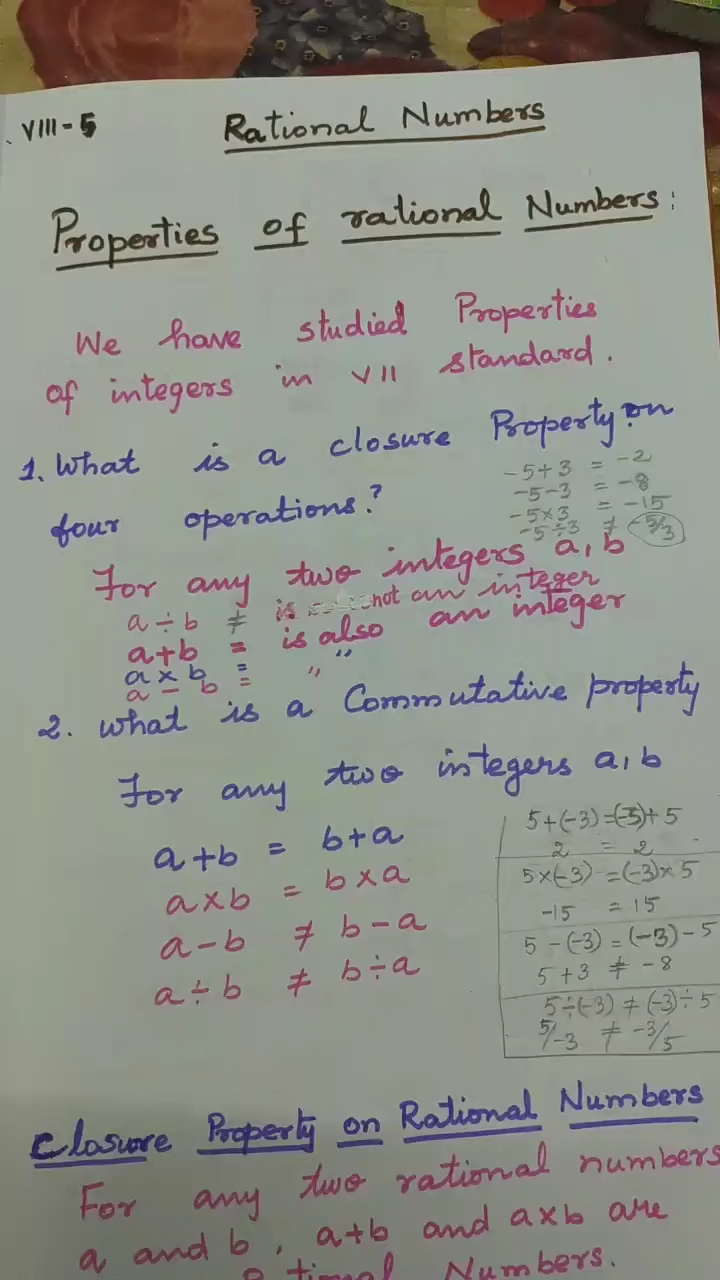 VIII-5 Rational Numbers
Properties of rational Numbers:
We have studied Properties
of integers in VII standard.
1. What is a closure Property on
four operations?
-5+3 = -2
-5-3 = -8
-5×3 = -15
-5÷3 ≠ -5/3
For any two integers a, b
a÷b ≠ is not an integer
a+b = is also an integer
a×b = " "
a-b =
2. what is a Commutative property
For any two integers a, b
a+b = b+a
a×b = b×a
a-b ≠ b-a
a÷b ≠ b÷a
5+(-3)=(-3)+5
2 = 2
5×(-3) =(-3)×5
-15 = 15
5-(-3) = (-3)-5
5+3 ≠ -8
5÷(-3) ≠ (-3)÷5
5/-3 ≠ -3/5
Closure Property on Rational Numbers
For any two rational numbers
a and b, a+b and a×b are
Numbers.